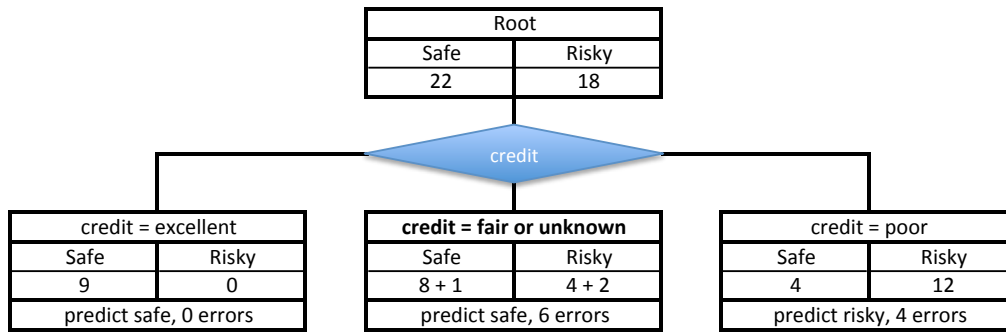 Root
Safe Risky
22 18
credit
credit = excellent
Safe Risky
9 0
predict safe, 0 errors
credit = fair or unknown
Safe Risky
8 + 1 4 + 2
predict safe, 6 errors
credit = poor
Safe Risky
4 12
predict risky, 4 errors